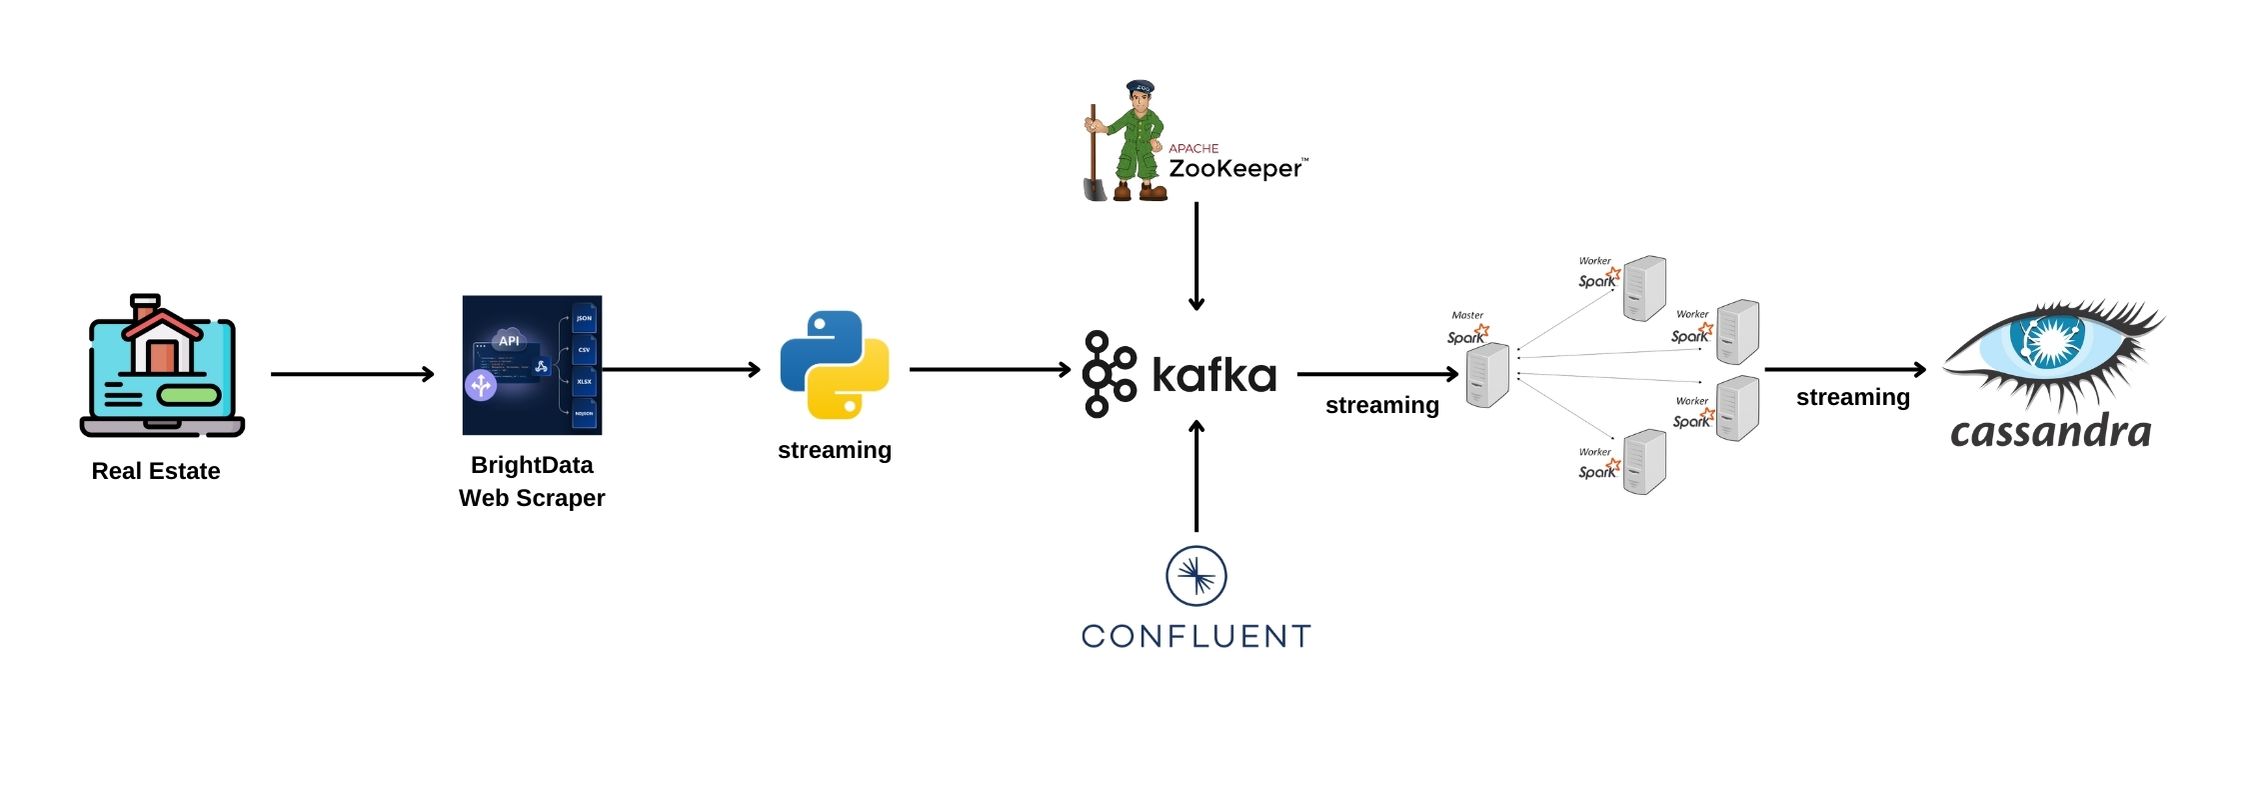 ZOO
APACHE
ZooKeeper™
Real Estate
API
JSON
CSV
XLSX
NDJSON
BrightData
Web Scraper
streaming
kafka
streaming
Master
Spark
Worker
Spark
Worker
Spark
Worker
Spark
Worker
Spark
streaming
cassandra
CONFLUENT